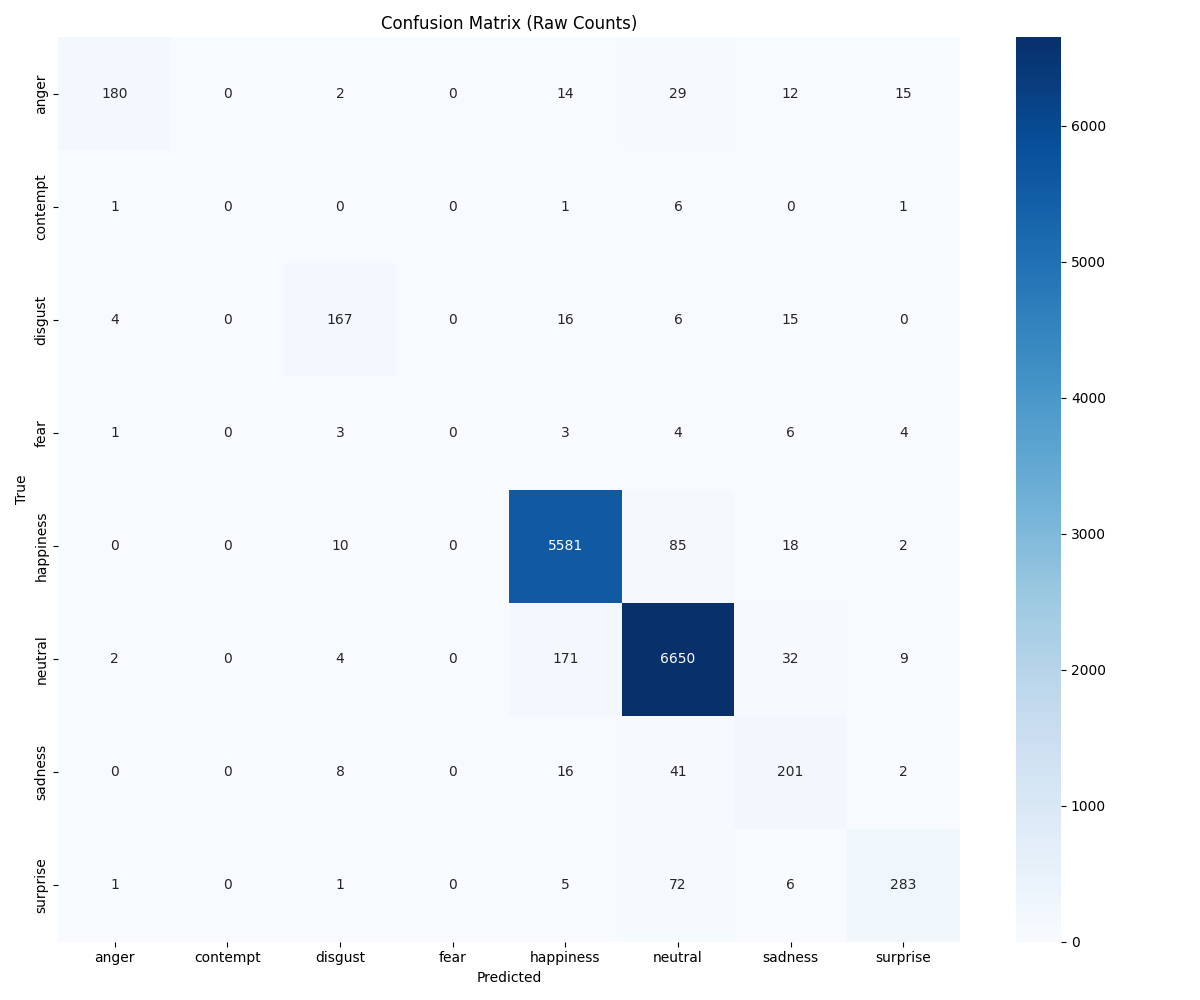 Confusion Matrix (Raw Counts)
anger 180 0 2 0 14 29 12 15
contempt 1 0 0 0 1 6 0 1
disgust 4 0 167 0 16 6 15 0
fear 1 0 3 0 3 4 6 4
True
happiness 0 0 10 0 5581 85 18 2
neutral 2 0 4 0 171 6650 32 9
sadness 0 0 8 0 16 41 201 2
surprise 1 0 1 0 5 72 6 283
anger contempt disgust fear happiness neutral sadness surprise
Predicted
6000
5000
4000
3000
2000
1000
0